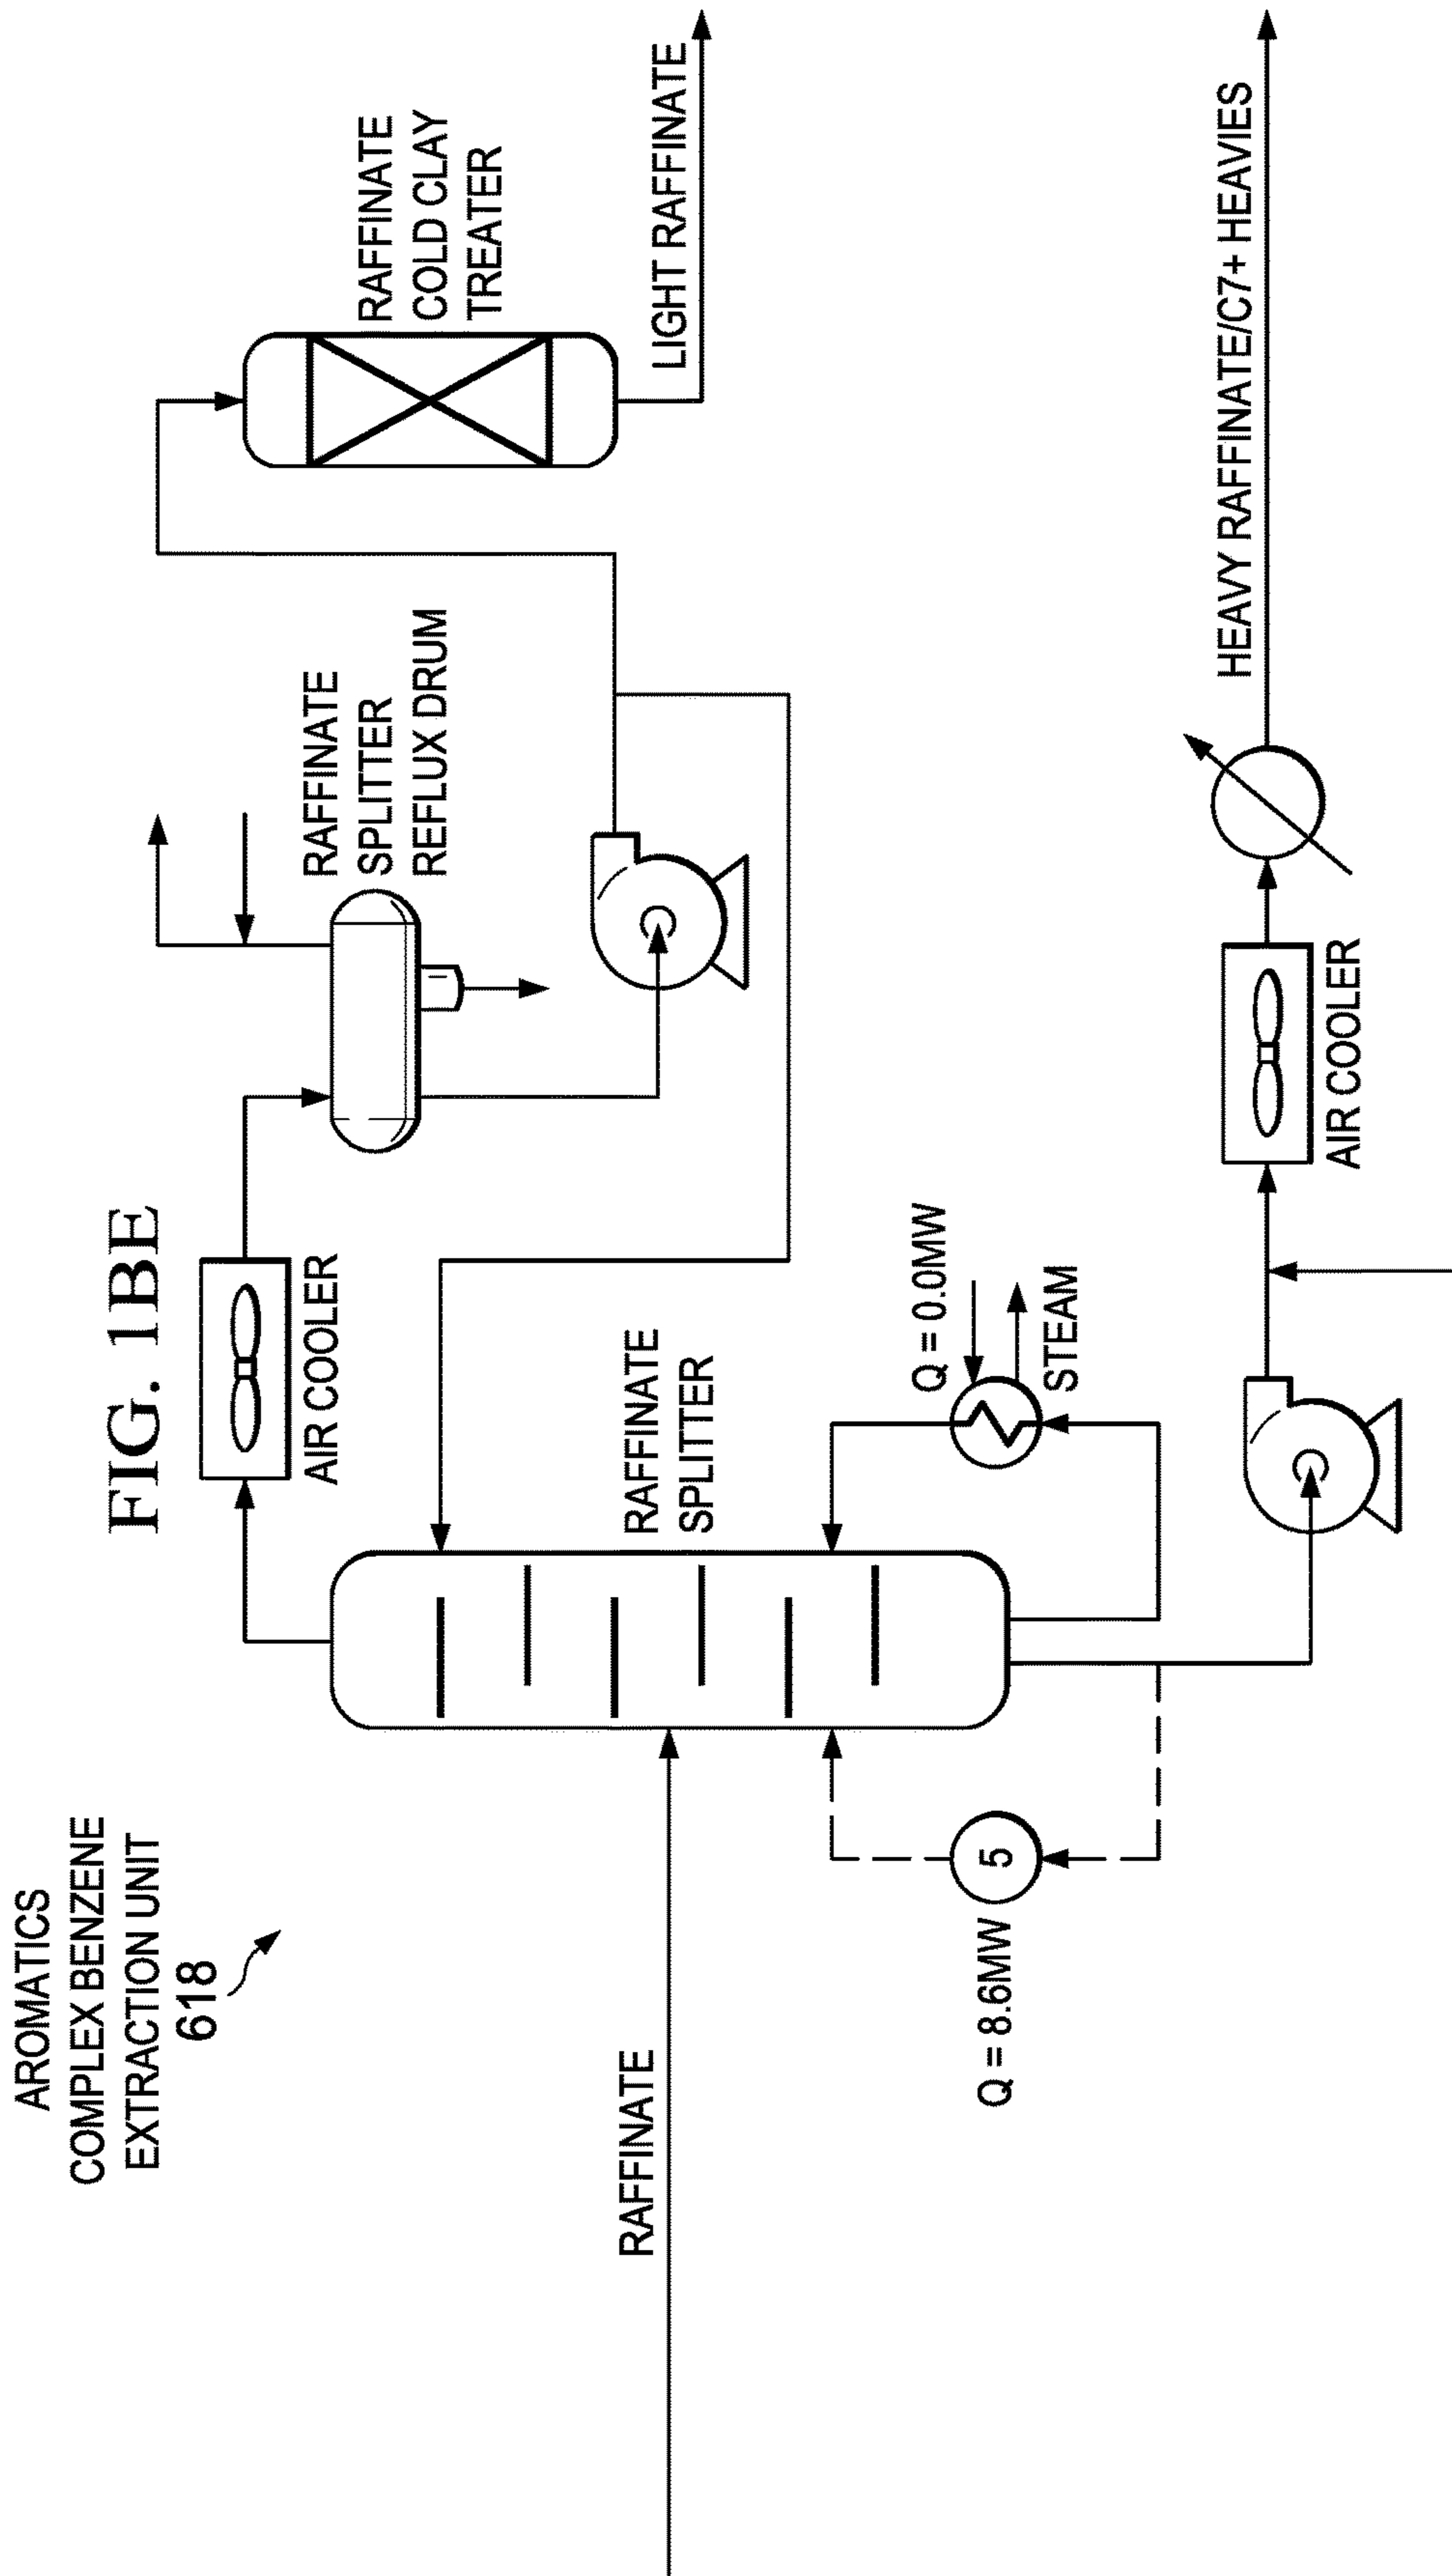 FIG. 1BE
AROMATICS
COMPLEX BENZENE
EXTRACTION UNIT
618
AIR COOLER
RAFFINATE
SPLITTER
REFLUX DRUM
RAFFINATE
COLD CLAY
TREATER
LIGHT RAFFINATE
RAFFINATE
RAFFINATE
SPLITTER
Q = 0.0MW
STEAM
Q = 8.6MW
5
AIR COOLER
HEAVY RAFFINATE/C7+ HEAVIES